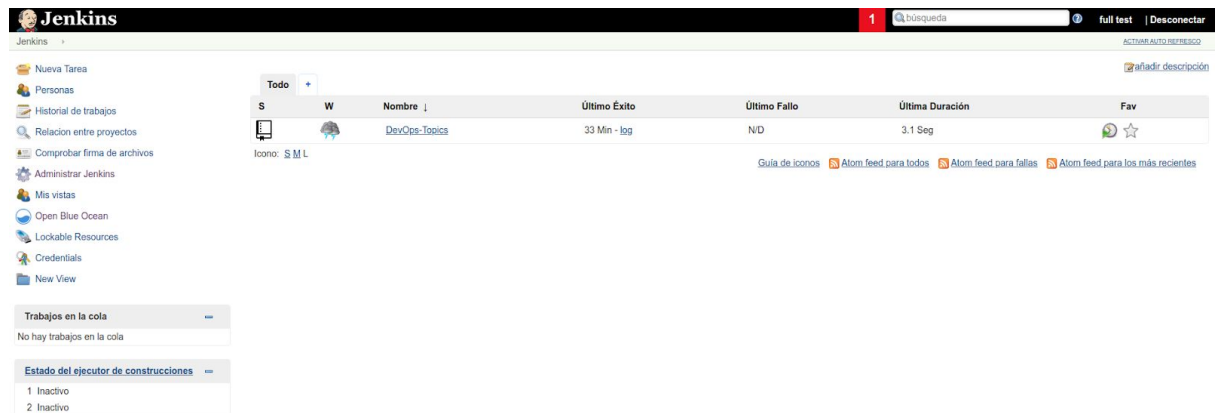 Jenkins
1
búsqueda
full test | Desconectar
Jenkins
ACTIVAR AUTO REFRESCO
Nueva Tarea
Personas
Historial de trabajos
Relacion entre proyectos
Comprobar firma de archivos
Administrar Jenkins
Mis vistas
Open Blue Ocean
Lockable Resources
Credentials
New View
Trabajos en la cola
No hay trabajos en la cola
Estado del ejecutor de construcciones
1 Inactivo
2 Inactivo
añadir descripción
Todo +
S W Nombre ↓ Último Éxito Último Fallo Última Duración Fav
DevOps-Topics 33 Min - log N/D 3.1 Seg
Icono: S M L
Guía de iconos Atom feed para todos Atom feed para fallas Atom feed para los más recientes